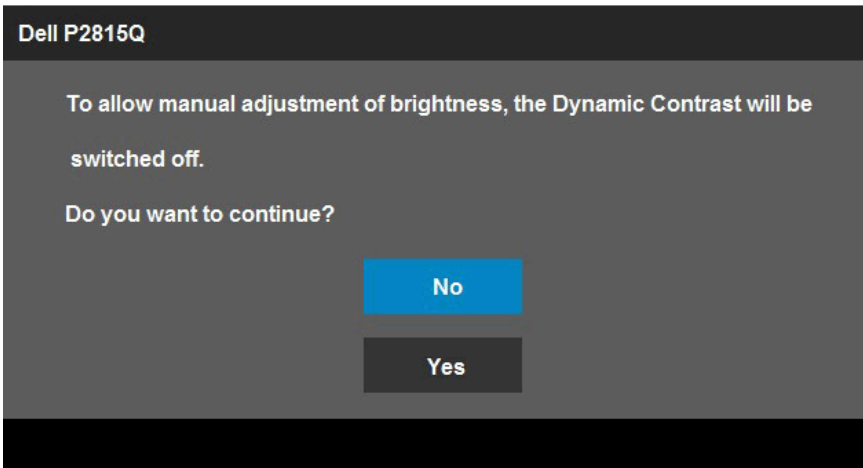 Dell P2815Q
To allow manual adjustment of brightness, the Dynamic Contrast will be
switched off.
Do you want to continue?
No
Yes